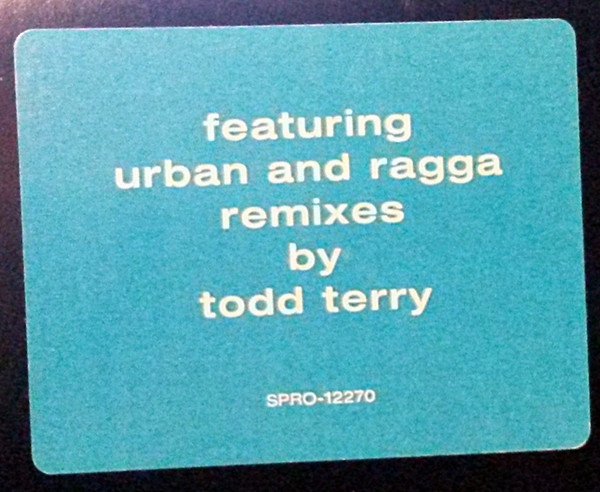 featuring
urban and ragga
remixes
by
todd terry
SPRO-12270